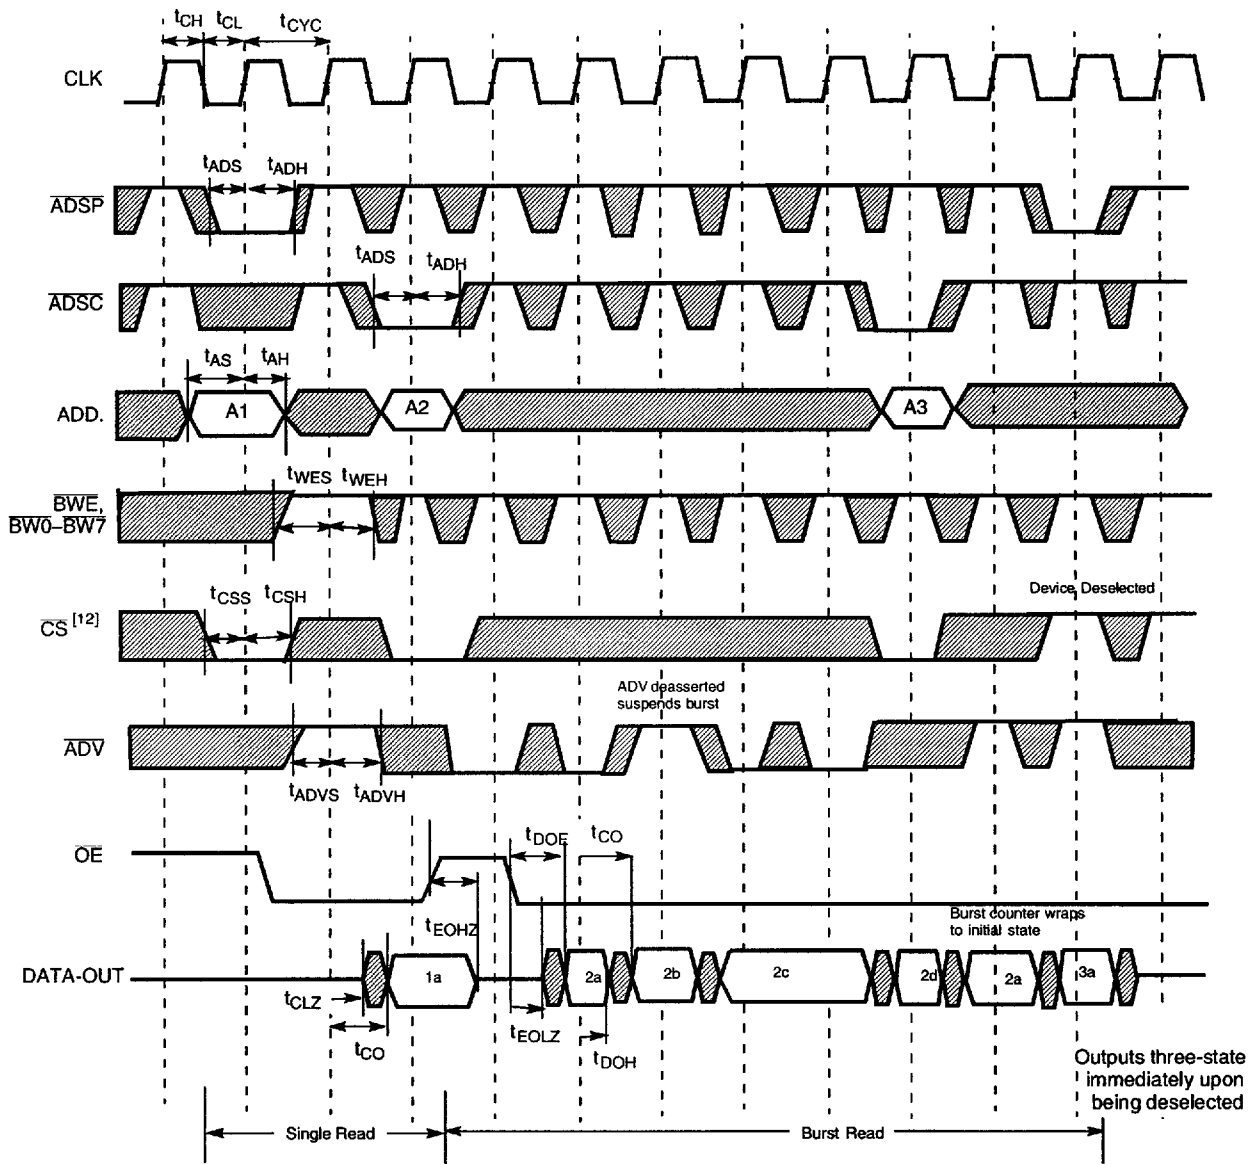 tCH tCL tCYC
CLK
tADS tADH
ADSP
tADS tADH
ADSC
tAS tAH
ADD. A1 A2 A3
tWES tWEH
BWE,
BW0–BW7
tCSS tCSH
CS [12]
Device Deselected
ADV deasserted
suspends burst
ADV
tADVS tADVH
tDOE tCO
OE
tEOHZ
Burst counter wraps
to initial state
DATA-OUT 1a 2a 2b 2c 2d 2a 3a
tCLZ
tEOLZ
tCO
tDOH
Outputs three-state
immediately upon
being deselected
Single Read Burst Read